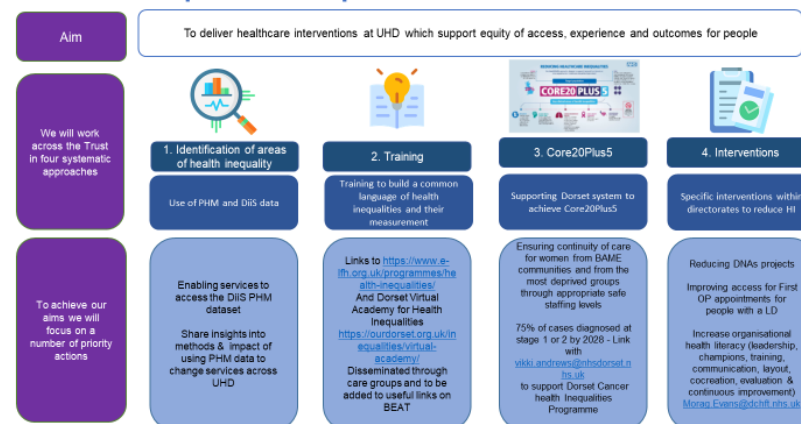 Aim
To deliver healthcare interventions at UHD which support equity of access, experience and outcomes for people
We will work
across the Trust
in four systematic
approaches
CORE20 PLUS 5
1. Identification of areas
of health inequality
2. Training
3. Core20Plus5
4. Interventions
Use of PHM and DiiS data
Training to build a common
language of health
inequalities and their
measurement
Supporting Dorset system to
achieve Core20Plus5
Specific interventions within
directorates to reduce HI
To achieve our
aims we will
focus on a
number of priority
actions
Enabling services to
access the DiiS PHM
dataset
Share insights into
methods & impact of
using PHM data to
change services across
UHD
Links to https://www.e-
lfh.org.uk/programmes/he
alth-inequalities/
And Dorset Virtual
Academy for Health
Inequalities
https://ourdorset.org.uk/in
equalities/virtual-
academy/
Disseminated through
care groups and to be
added to useful links on
BEAT
Ensuring continuity of care
for women from BAME
communities and from the
most deprived groups
through appropriate safe
staffing levels
75% of cases diagnosed at
stage 1 or 2 by 2028 - Link
with
vikki.andrews@nhsdorset.n
hs.uk
to support Dorset Cancer
health Inequalities
Programme
Reducing DNAs projects
Improving access for First
OP appointments for
people with a LD
Increase organisational
health literacy (leadership,
champions, training,
communication, layout,
cocreation, evaluation &
continuous improvement)
Morag.Evans@dchft.nhs.uk